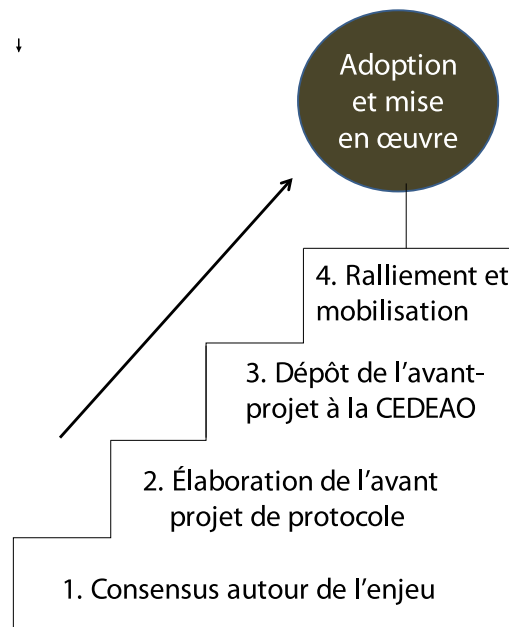 Adoption
et mise
en œuvre
4. Ralliement et
mobilisation
3. Dépôt de l’avant-
projet à la CEDEAO
2. Élaboration de l’avant
projet de protocole
1. Consensus autour de l’enjeu